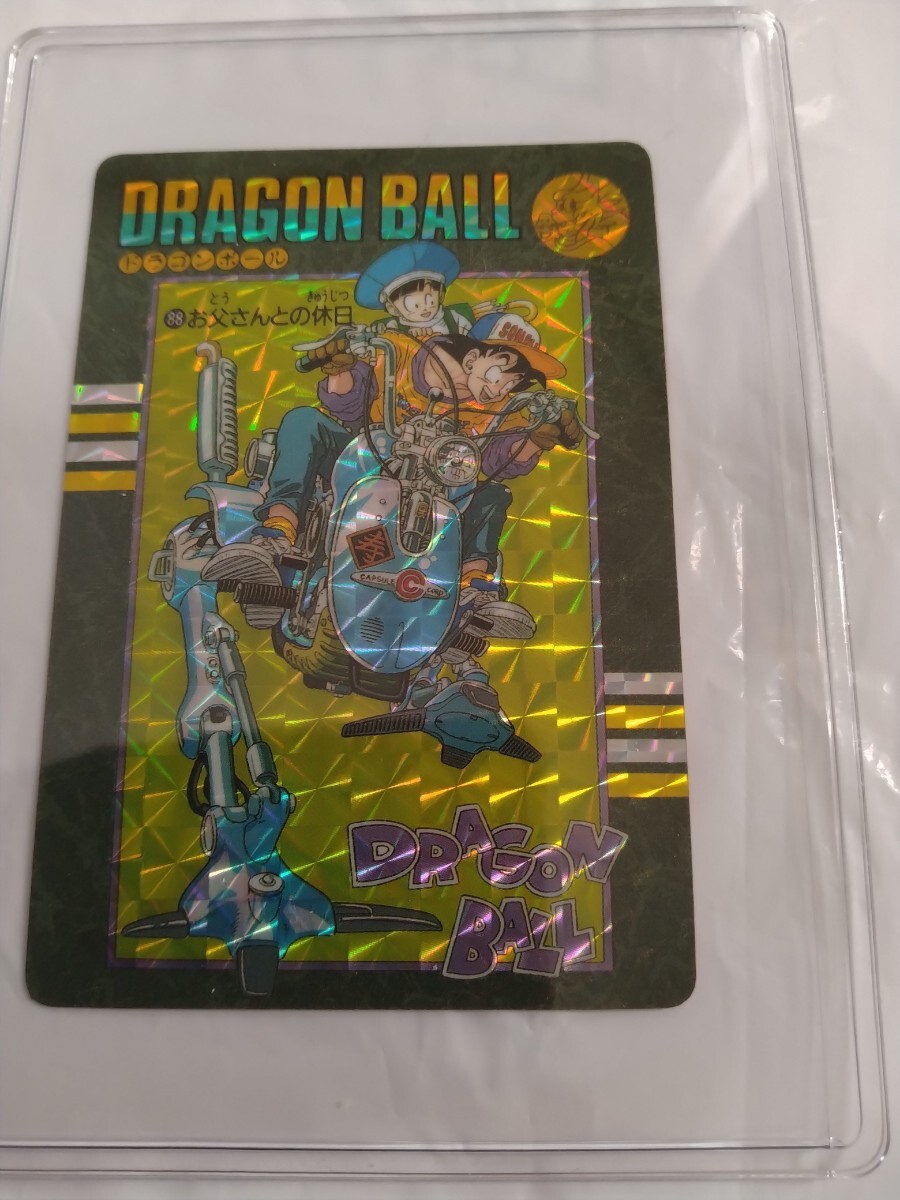 DRAGON BALL
ドラゴンボール
とう きゅうじつ
88 お父さんとの休日
CAPSULE C CORP
DRAGON
BALL